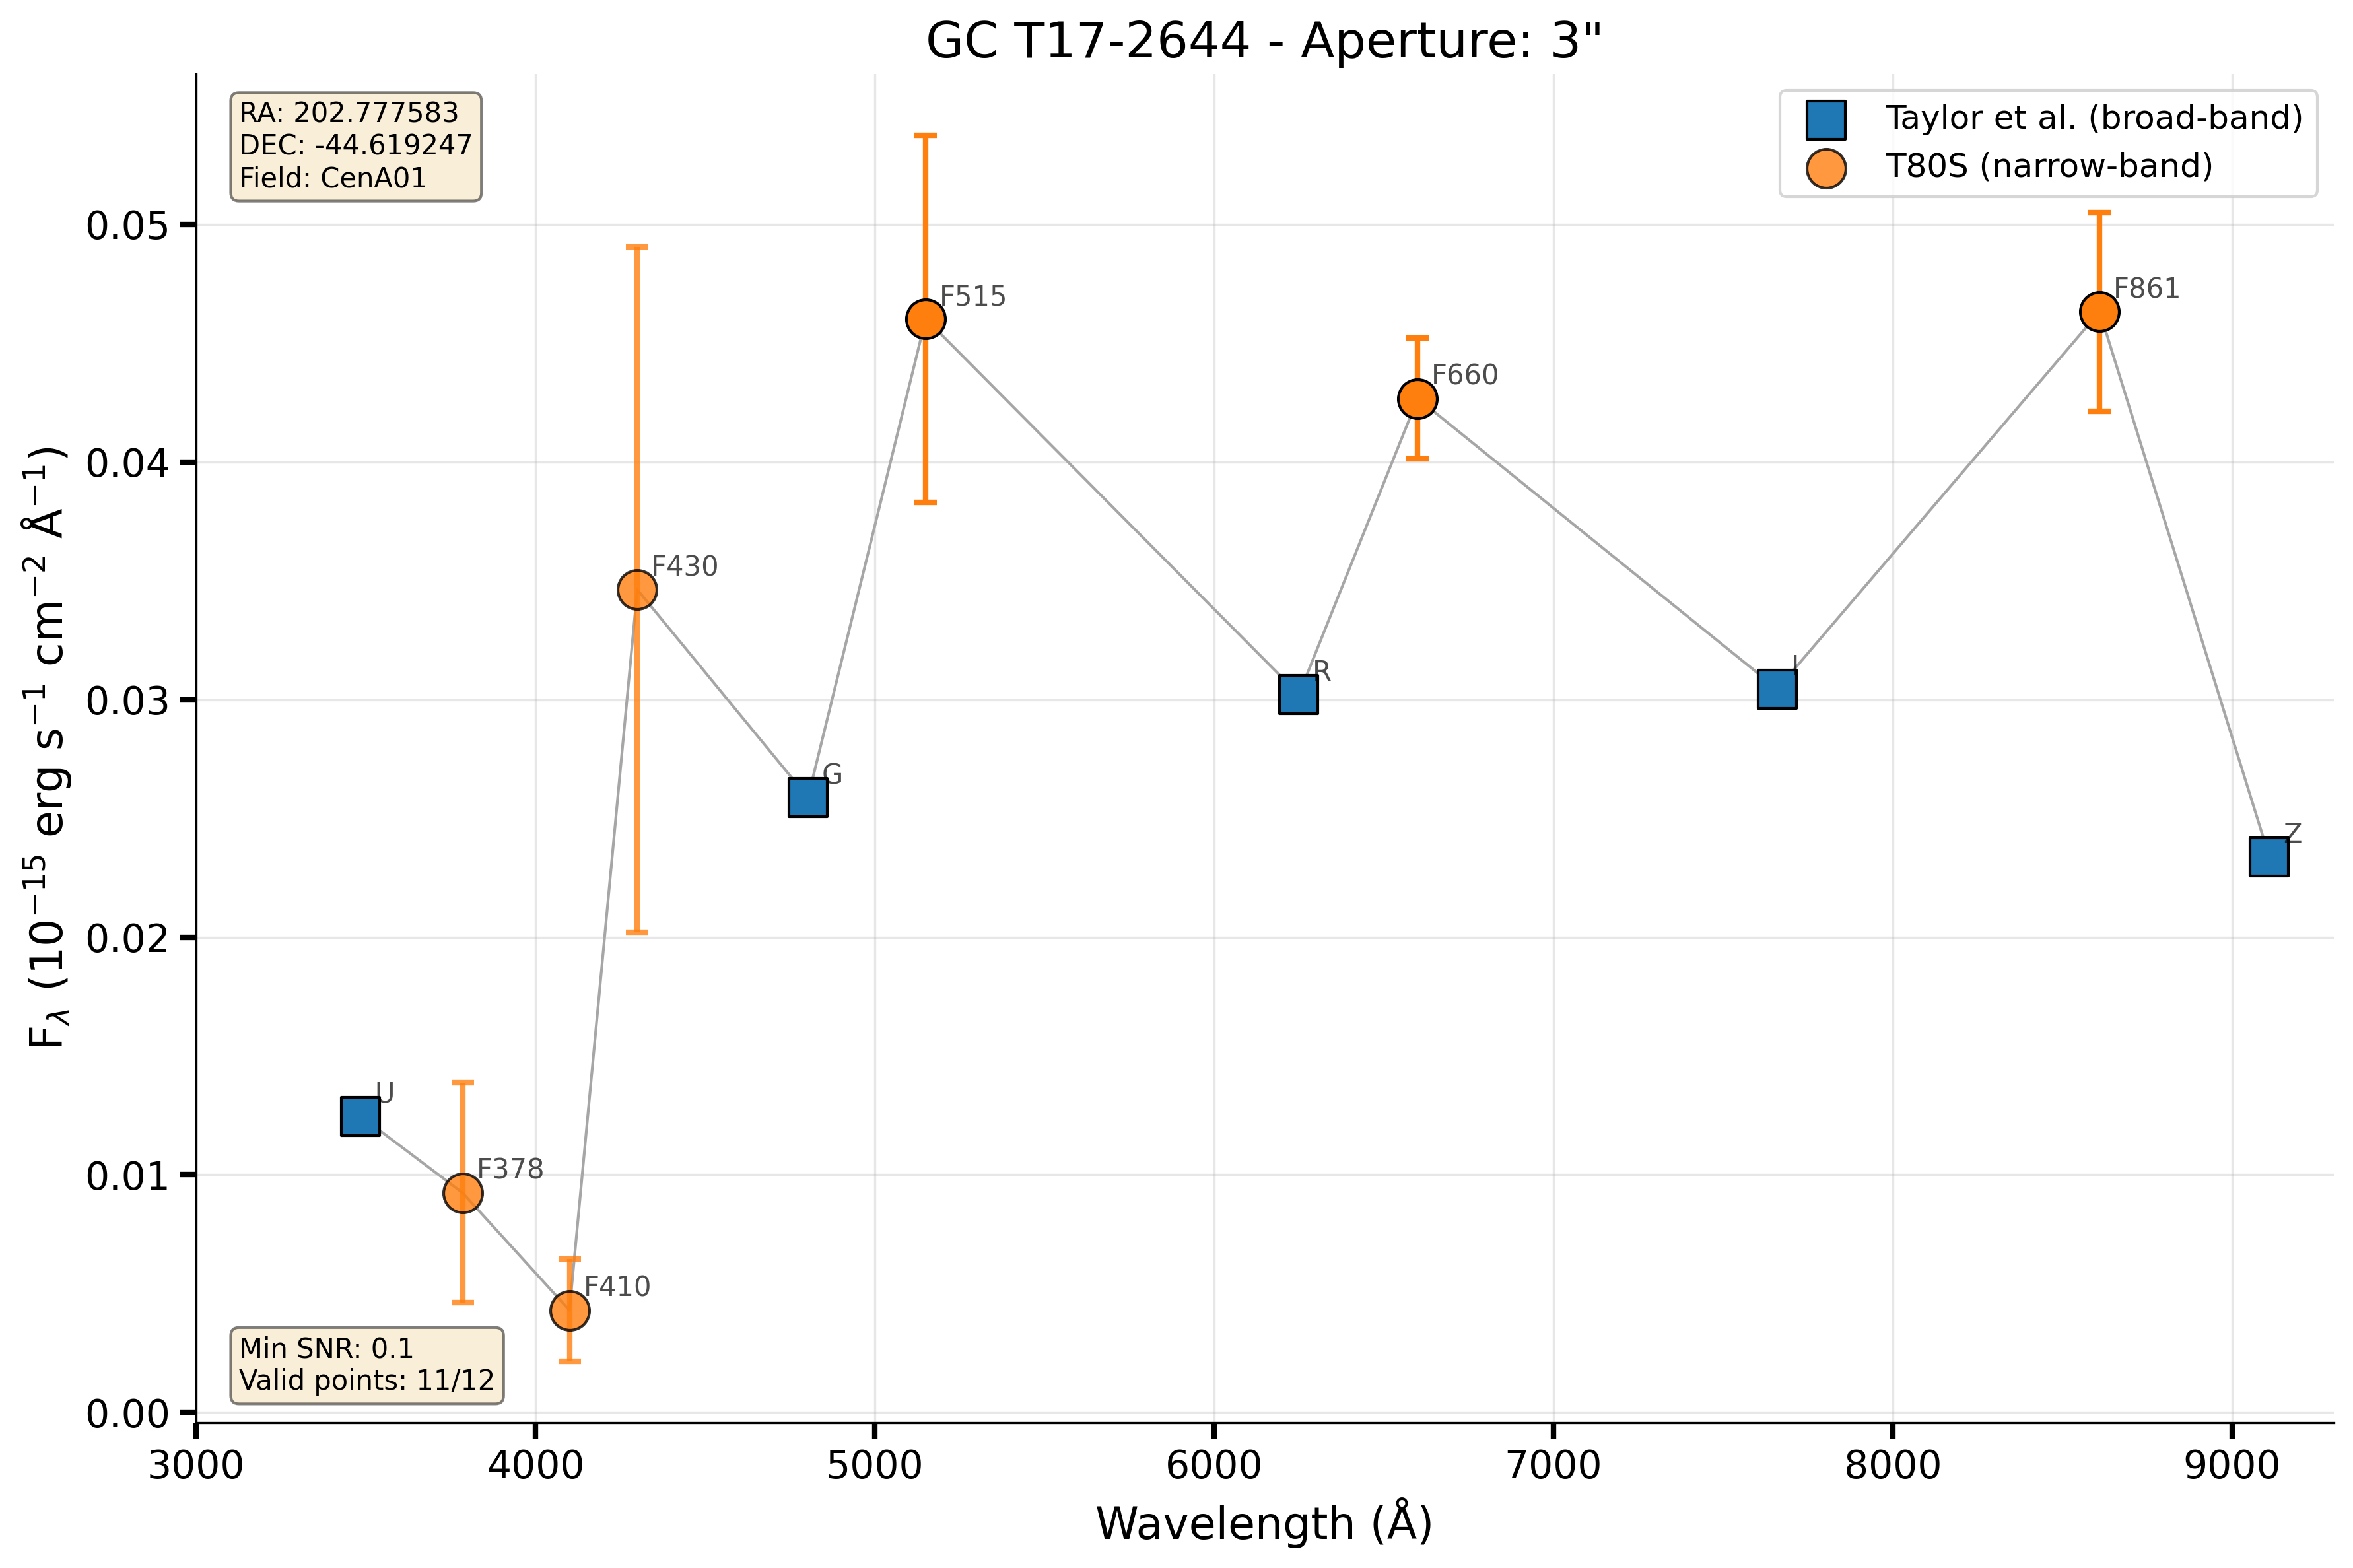 GC T17-2644 - Aperture: 3"
RA: 202.777583
DEC: -44.619247
Field: CenA01
Taylor et al. (broad-band)
T80S (narrow-band)
F861
F515
F660
F430
R
I
G
Z
U
F378
F410
Min SNR: 0.1
Valid points: 11/12
0.05
0.04
0.03
0.02
0.01
0.00
F$_{λ}$ (10$^{−15}$ erg s$^{−1}$ cm$^{−2}$ Å$^{−1}$)
3000 4000 5000 6000 7000 8000 9000
Wavelength (Å)